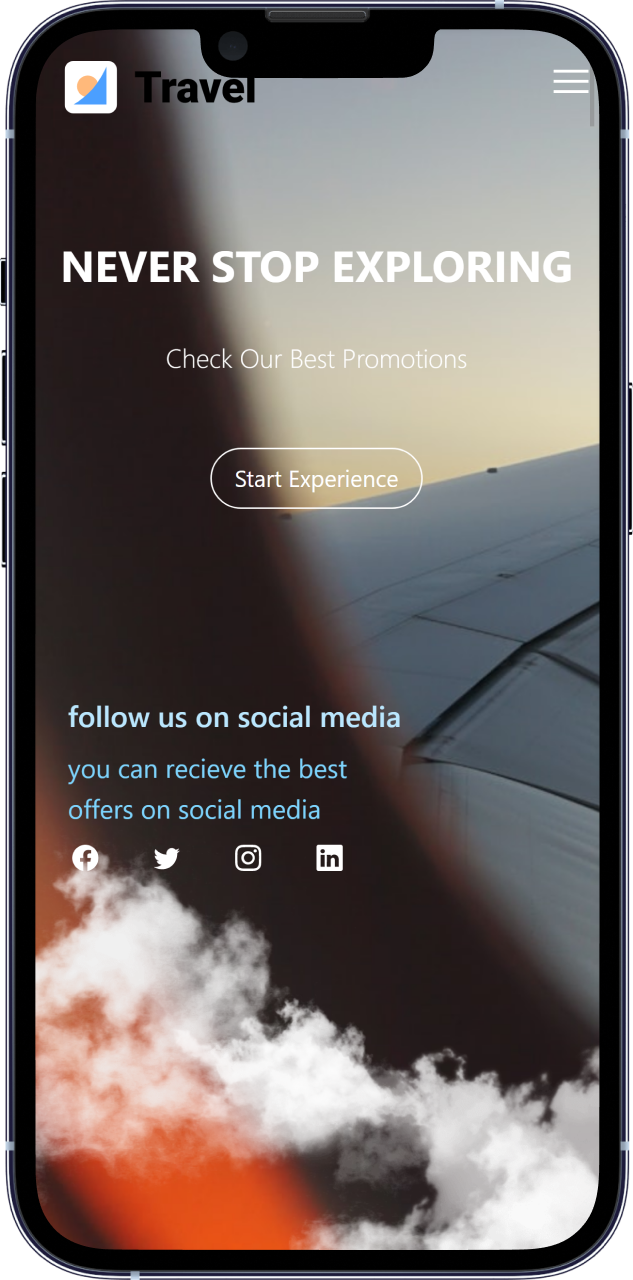 Travel
NEVER STOP EXPLORING
Check Our Best Promotions
Start Experience
follow us on social media
you can recieve the best
offers on social media